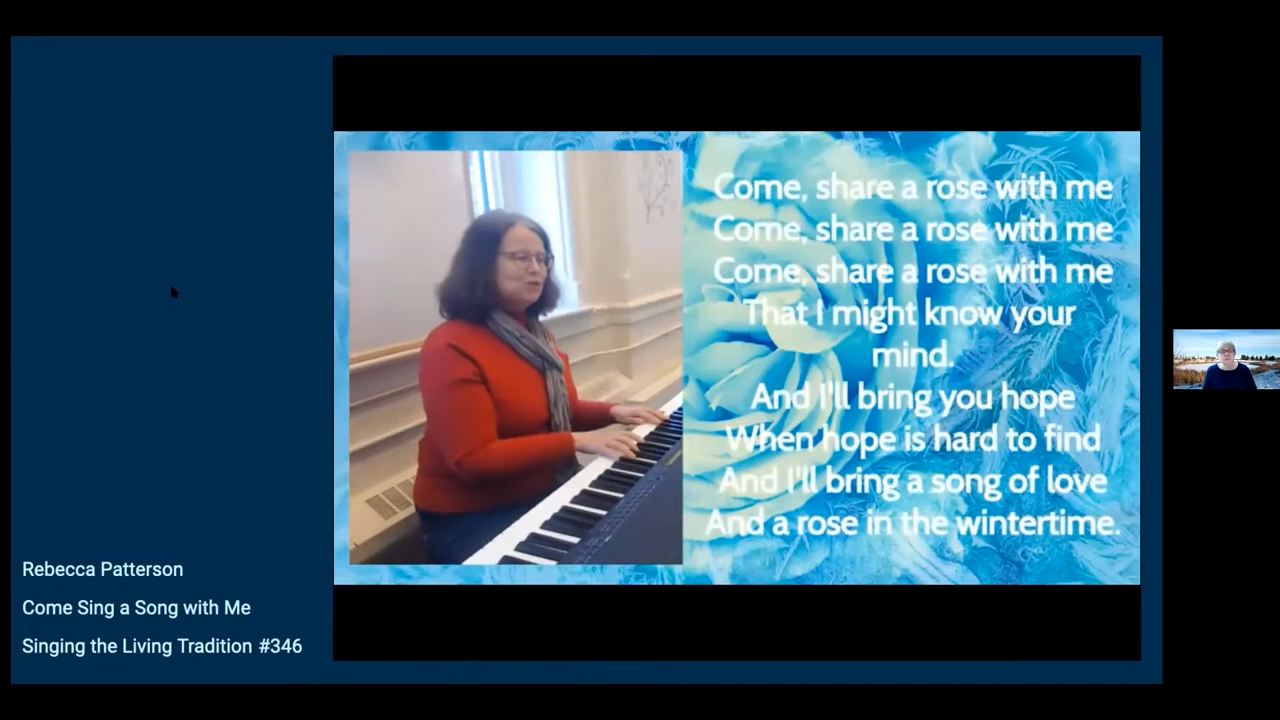 Come, share a rose with me
Come, share a rose with me
Come, share a rose with me
That I might know your
mind.
And I'll bring you hope
When hope is hard to find
And I'll bring a song of love
And a rose in the wintertime.
Rebecca Patterson
Come Sing a Song with Me
Singing the Living Tradition #346